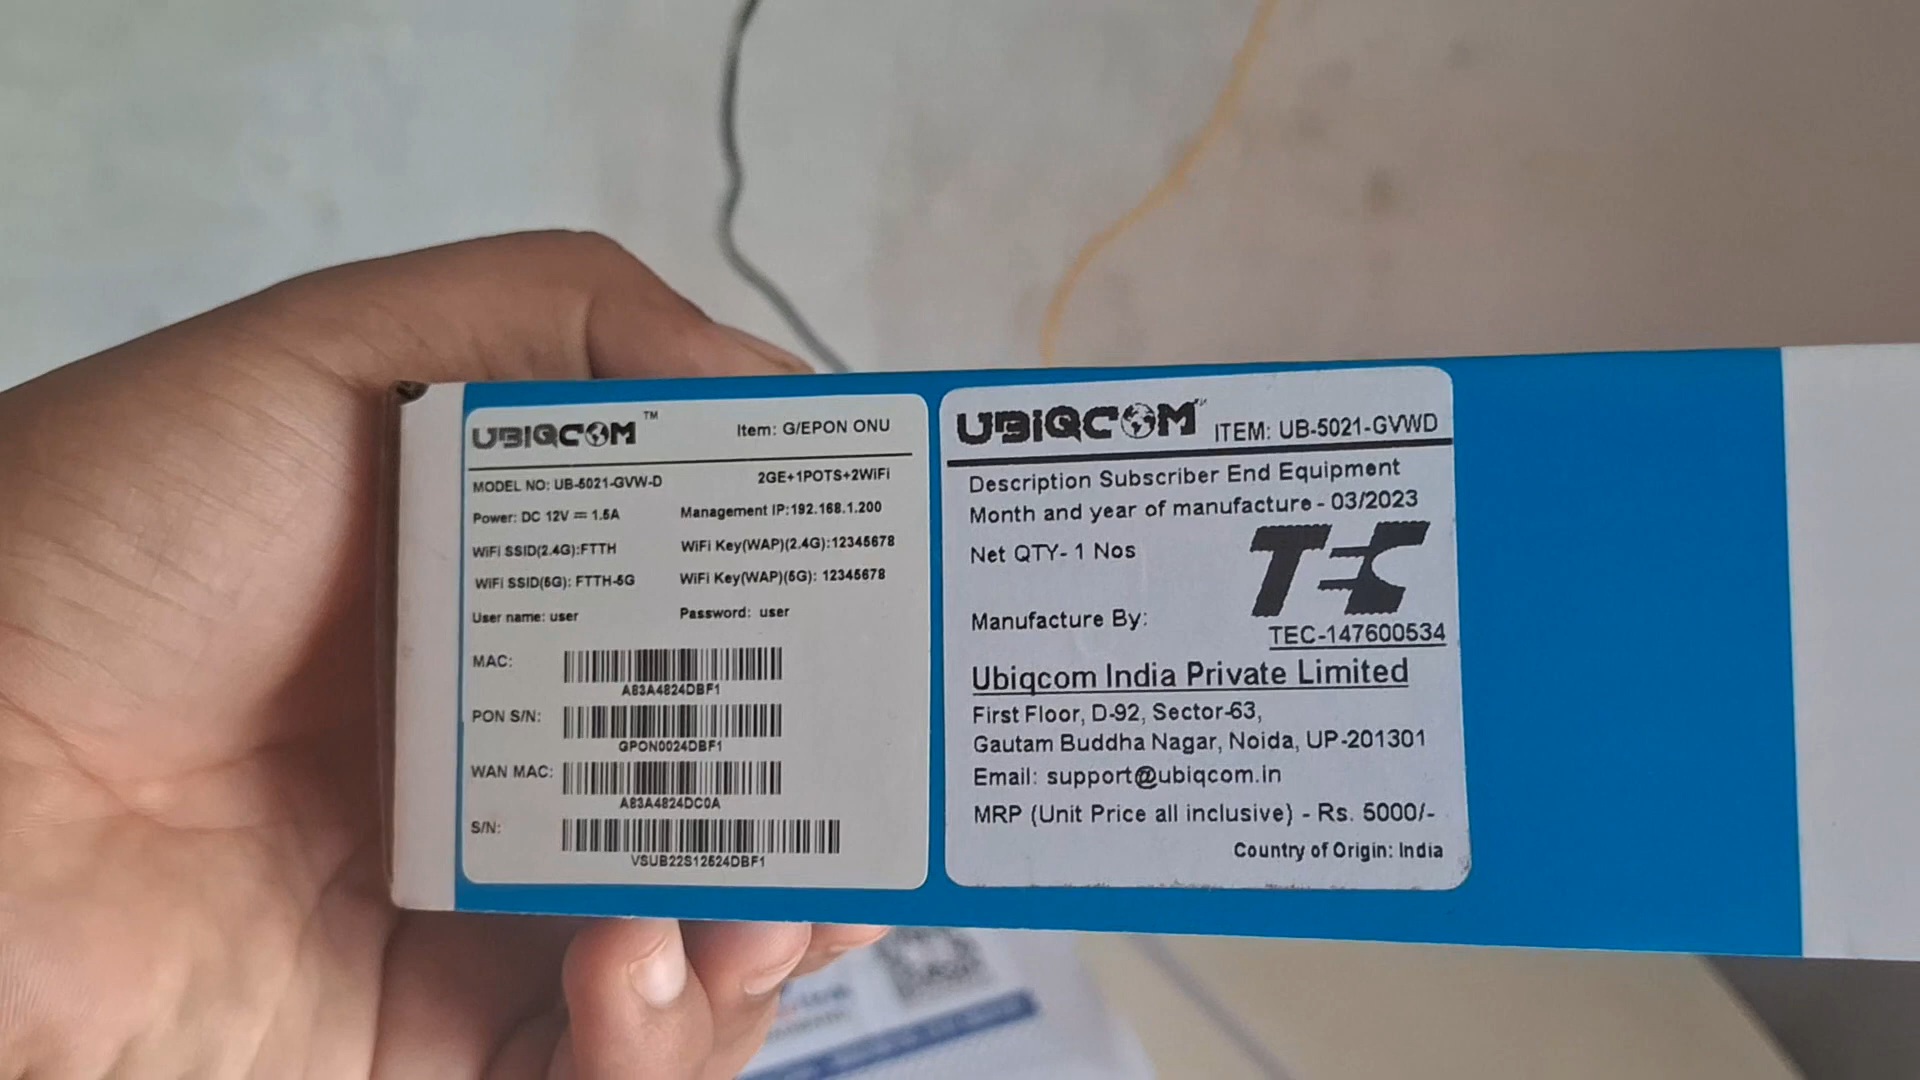 UBIQCOM™ Item: G/EPON ONU
MODEL NO: UB-5021-GVW-D 2GE+1POTS+2WiFi
Power: DC 12V ⎓ 1.5A Management IP:192.168.1.200
WiFi SSID(2.4G):FTTH WiFi Key(WAP)(2.4G):12345678
WiFi SSID(5G): FTTH-5G WiFi Key(WAP)(5G): 12345678
User name: user Password: user
MAC:
A83A4824DBF1
PON S/N:
GPON0024DBF1
WAN MAC:
A83A4824DC0A
S/N:
VSUB22S12524DBF1
UBIQCOM™ ITEM: UB-5021-GVWD
Description Subscriber End Equipment
Month and year of manufacture - 03/2023
Net QTY- 1 Nos
TEC
Manufacture By:
TEC-147600534
Ubiqcom India Private Limited
First Floor, D-92, Sector-63,
Gautam Buddha Nagar, Noida, UP-201301
Email: support@ubiqcom.in
MRP (Unit Price all inclusive) - Rs. 5000/-
Country of Origin: India